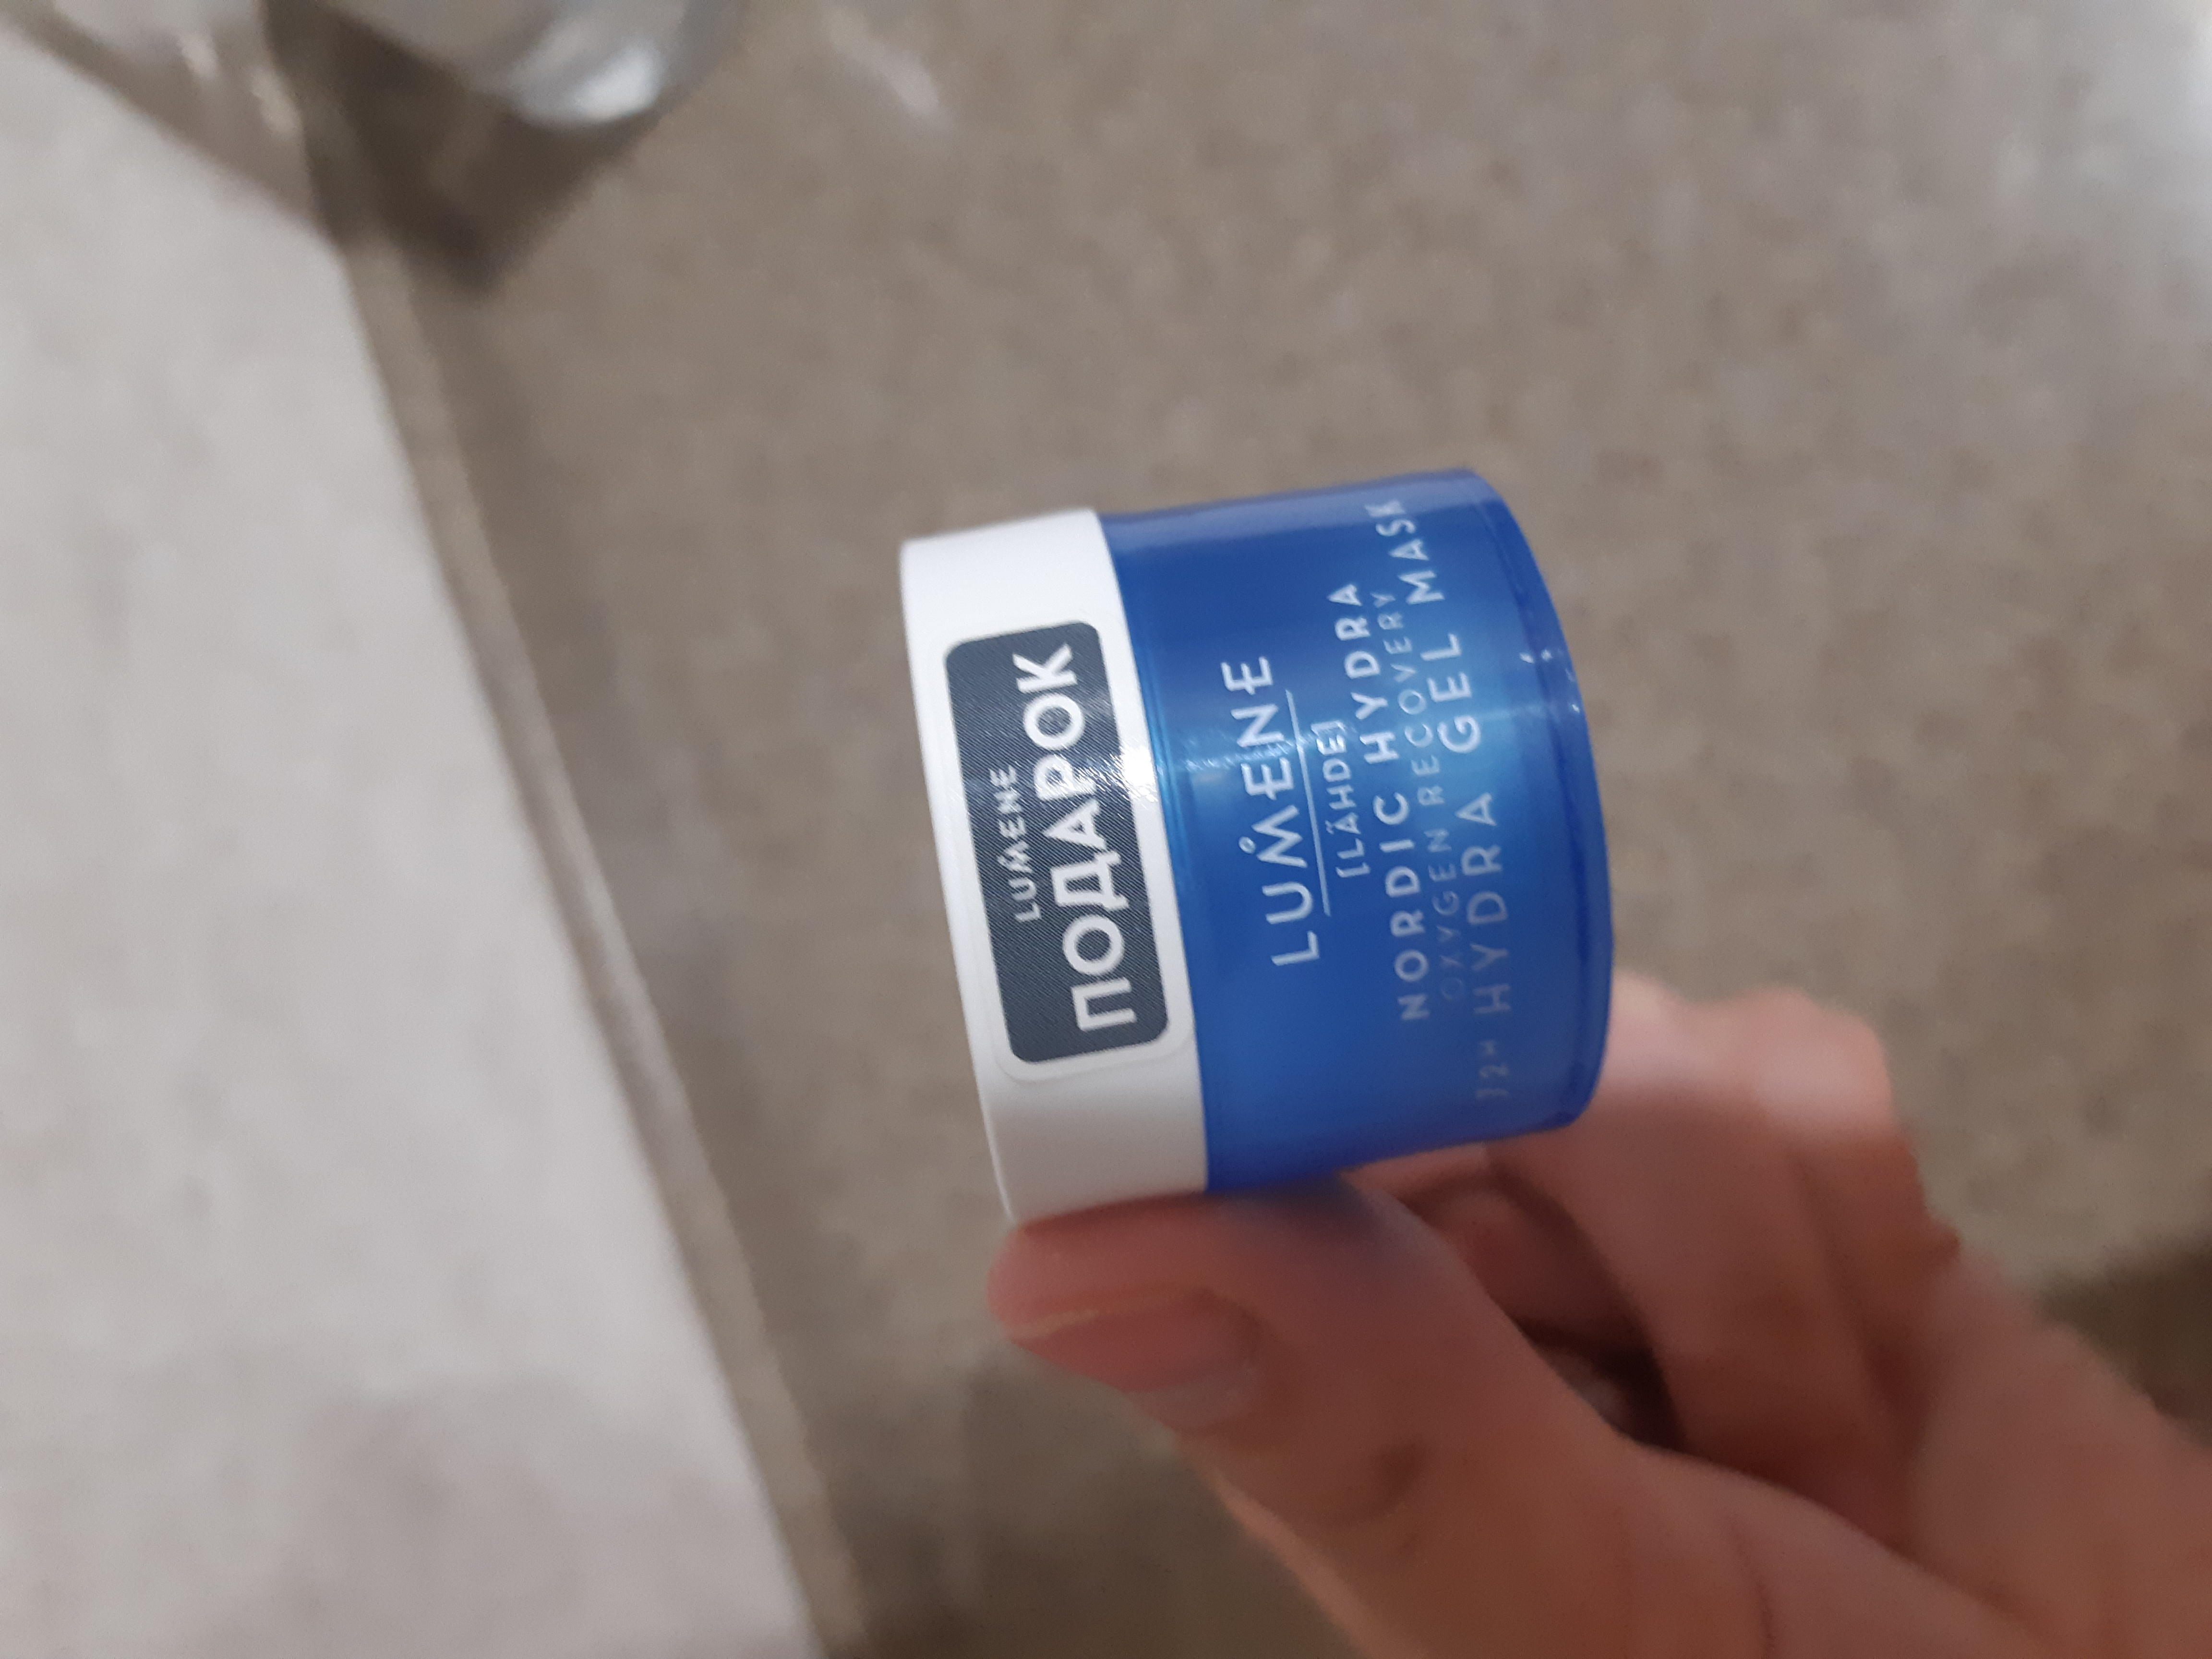 LUMENE
ПОДАРОК
LUMENE
[LÄHDE]
NORDIC HYDRA
OXYGEN RECOVERY
72H HYDRA GEL MASK